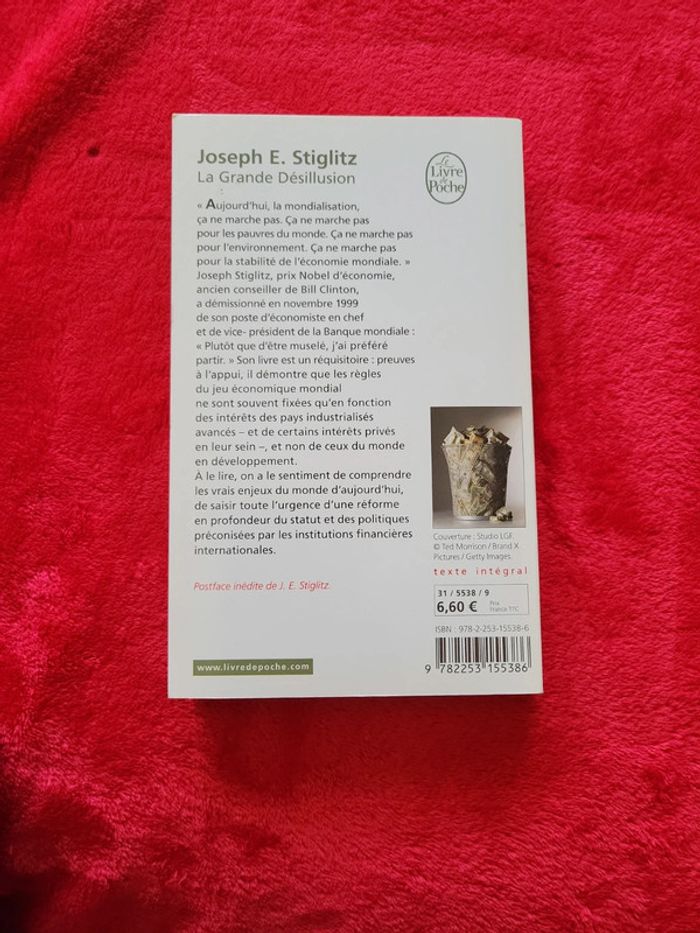 Joseph E. Stiglitz
La Grande Désillusion
Le
Livre
de
Poche
« Aujourd'hui, la mondialisation,
ça ne marche pas. Ça ne marche pas
pour les pauvres du monde. Ça ne marche pas
pour l'environnement. Ça ne marche pas
pour la stabilité de l'économie mondiale. »
Joseph Stiglitz, prix Nobel d'économie,
ancien conseiller de Bill Clinton,
a démissionné en novembre 1999
de son poste d'économiste en chef
et de vice- président de la Banque mondiale :
« Plutôt que d'être muselé, j'ai préféré
partir. » Son livre est un réquisitoire : preuves
à l'appui, il démontre que les règles
du jeu économique mondial
ne sont souvent fixées qu'en fonction
des intérêts des pays industrialisés
avancés – et de certains intérêts privés
en leur sein –, et non de ceux du monde
en développement.
À le lire, on a le sentiment de comprendre
les vrais enjeux du monde d'aujourd'hui,
de saisir toute l'urgence d'une réforme
en profondeur du statut et des politiques
préconisées par les institutions financières
internationales.
Postface inédite de J. E. Stiglitz.
www.livredepoche.com
Couverture : Studio LGF.
© Ted Morrison / Brand X.
Pictures / Getty Images.
texte intégral
31 / 5538 / 9
6,60 €
Prix
France TTC
ISBN : 978-2-253-15538-6
9 782253 155386